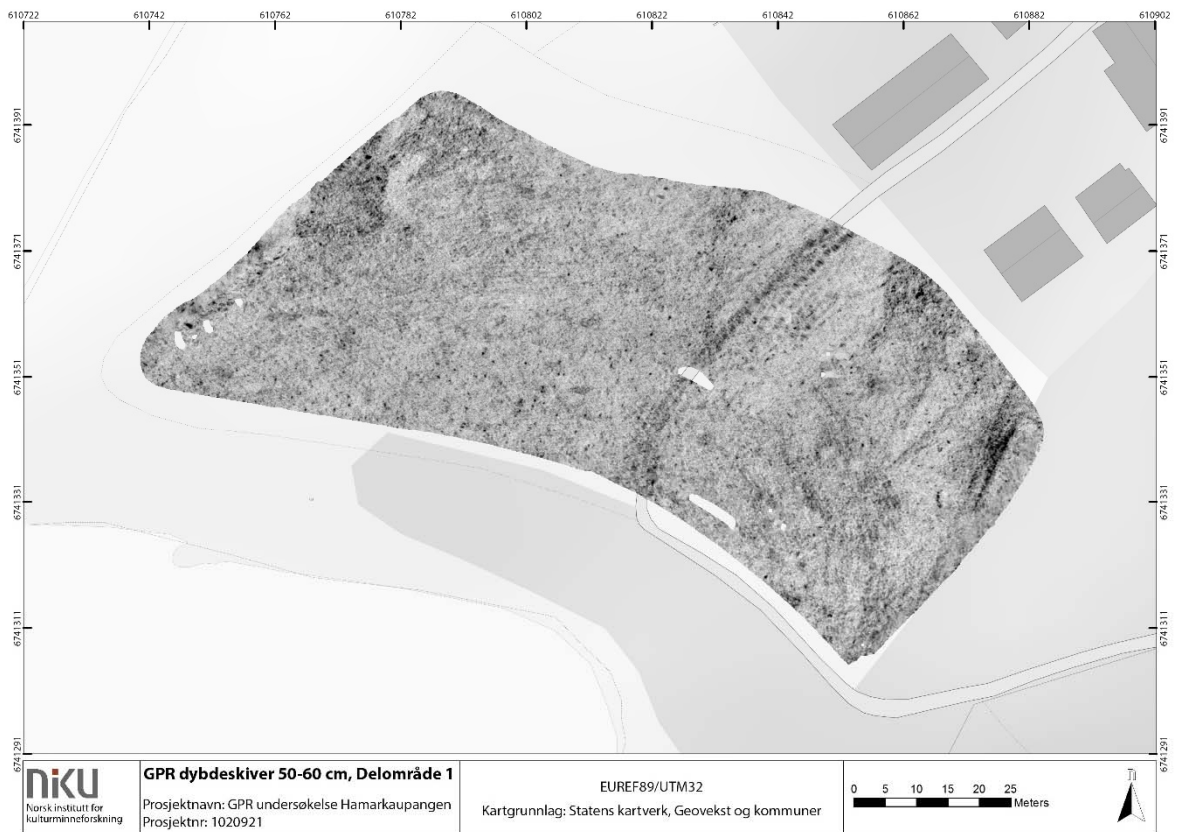 610722 610742 610762 610782 610802 610822 610842 610862 610882 610902
6741391 6741391
6741371 6741371
6741351 6741351
6741331 6741331
6741311 6741311
6741291 6741291
NIKU
Norsk institutt for
kulturminneforskning
GPR dybdeskiver 50-60 cm, Delområde 1
Prosjektnavn: GPR undersøkelse Hamarkaupangen
Prosjektnr: 1020921
EUREF89/UTM32
Kartgrunnlag: Statens kartverk, Geovekst og kommuner
0 5 10 15 20 25
Meters